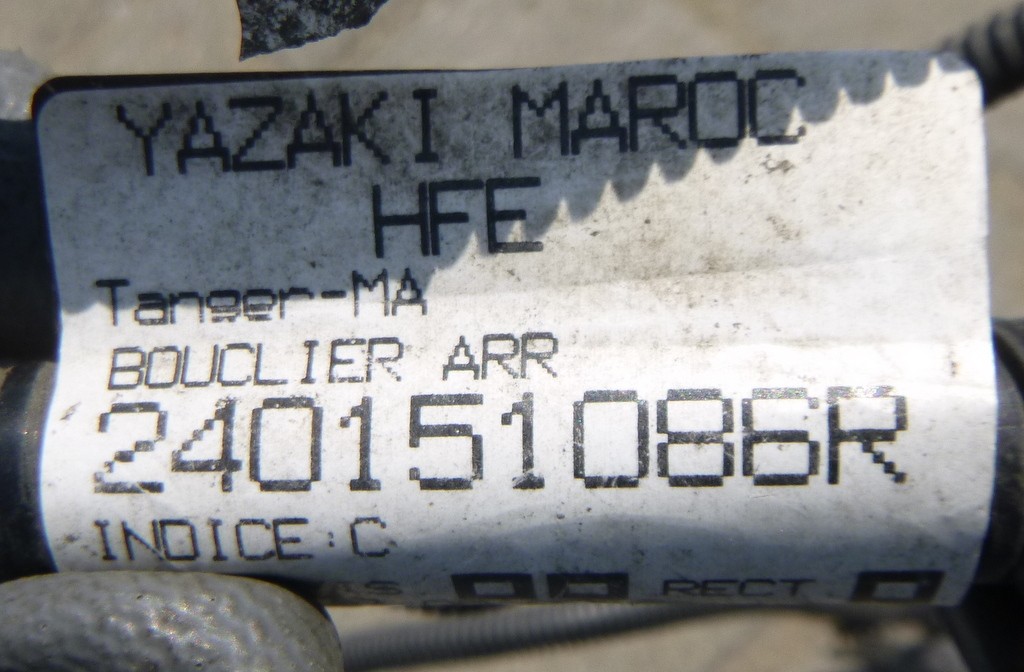 YAZAKI MAROC
HFE
Tanger-MA
BOUCLIER ARR
240151086R
INDICE:C
RECT